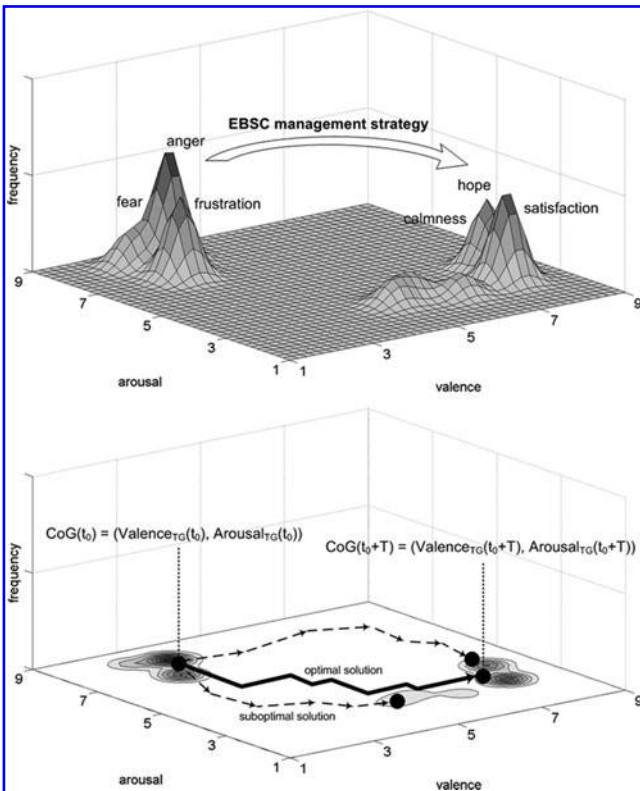 EBSC management strategy
anger
fear
frustration
hope
calmness
satisfaction
frequency
9
7
5
3
1
1
3
5
7
9
arousal
valence
CoG(t₀) = (Valence_TG(t₀), Arousal_TG(t₀))
CoG(t₀+T) = (Valence_TG(t₀+T), Arousal_TG(t₀+T))
frequency
optimal solution
suboptimal solution
9
7
5
3
1
1
3
5
7
9
arousal
valence